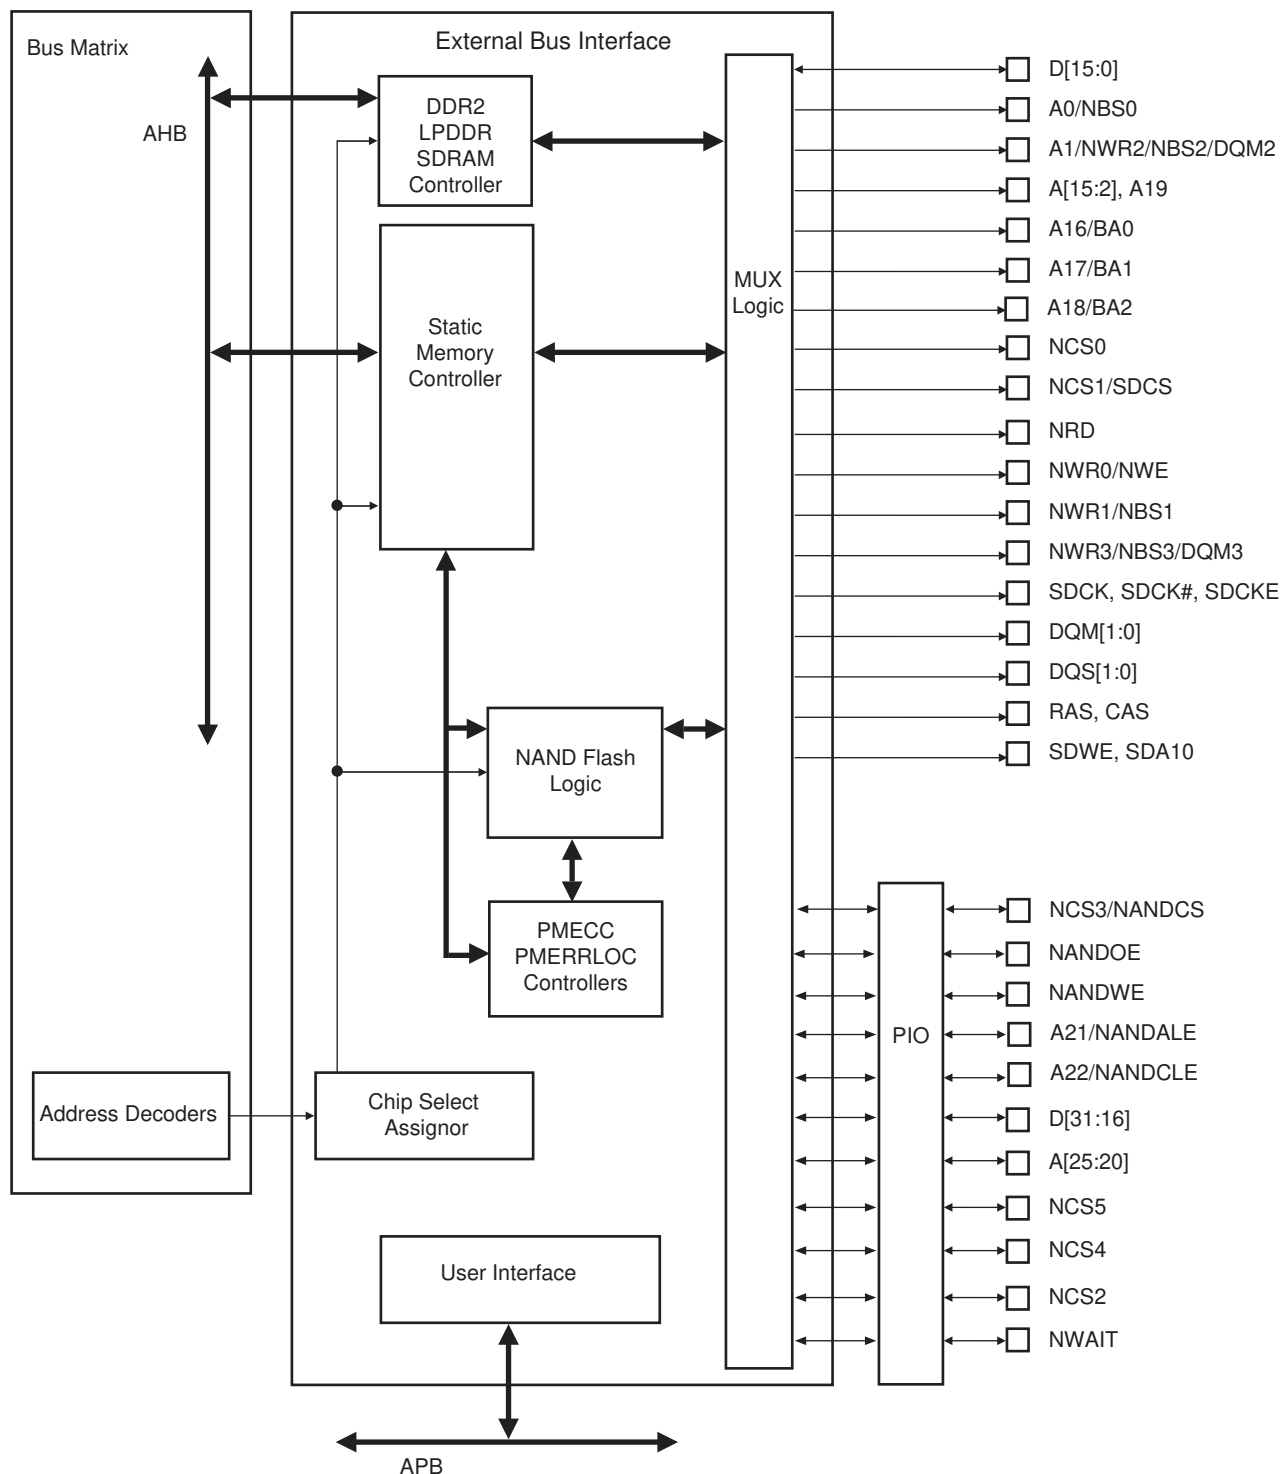 Bus Matrix
AHB
Address Decoders
External Bus Interface
DDR2
LPDDR
SDRAM
Controller
Static
Memory
Controller
NAND Flash
Logic
PMECC
PMERRLOC
Controllers
Chip Select
Assignor
User Interface
APB
MUX
Logic
PIO
D[15:0]
A0/NBS0
A1/NWR2/NBS2/DQM2
A[15:2], A19
A16/BA0
A17/BA1
A18/BA2
NCS0
NCS1/SDCS
NRD
NWR0/NWE
NWR1/NBS1
NWR3/NBS3/DQM3
SDCK, SDCK#, SDCKE
DQM[1:0]
DQS[1:0]
RAS, CAS
SDWE, SDA10
NCS3/NANDCS
NANDOE
NANDWE
A21/NANDALE
A22/NANDCLE
D[31:16]
A[25:20]
NCS5
NCS4
NCS2
NWAIT